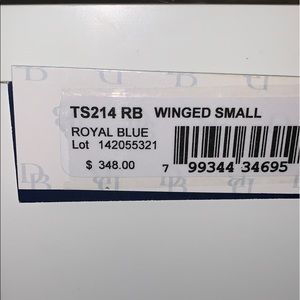 TS214 RB WINGED SMALL
ROYAL BLUE
Lot 142055321
$ 348.00
7 99344 34695